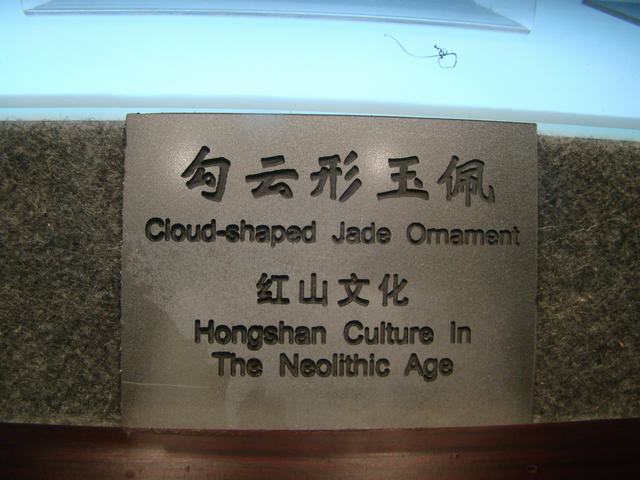 勾云形玉佩
Cloud-shaped Jade Ornament
红山文化
Hongshan Culture In
The Neolithic Age